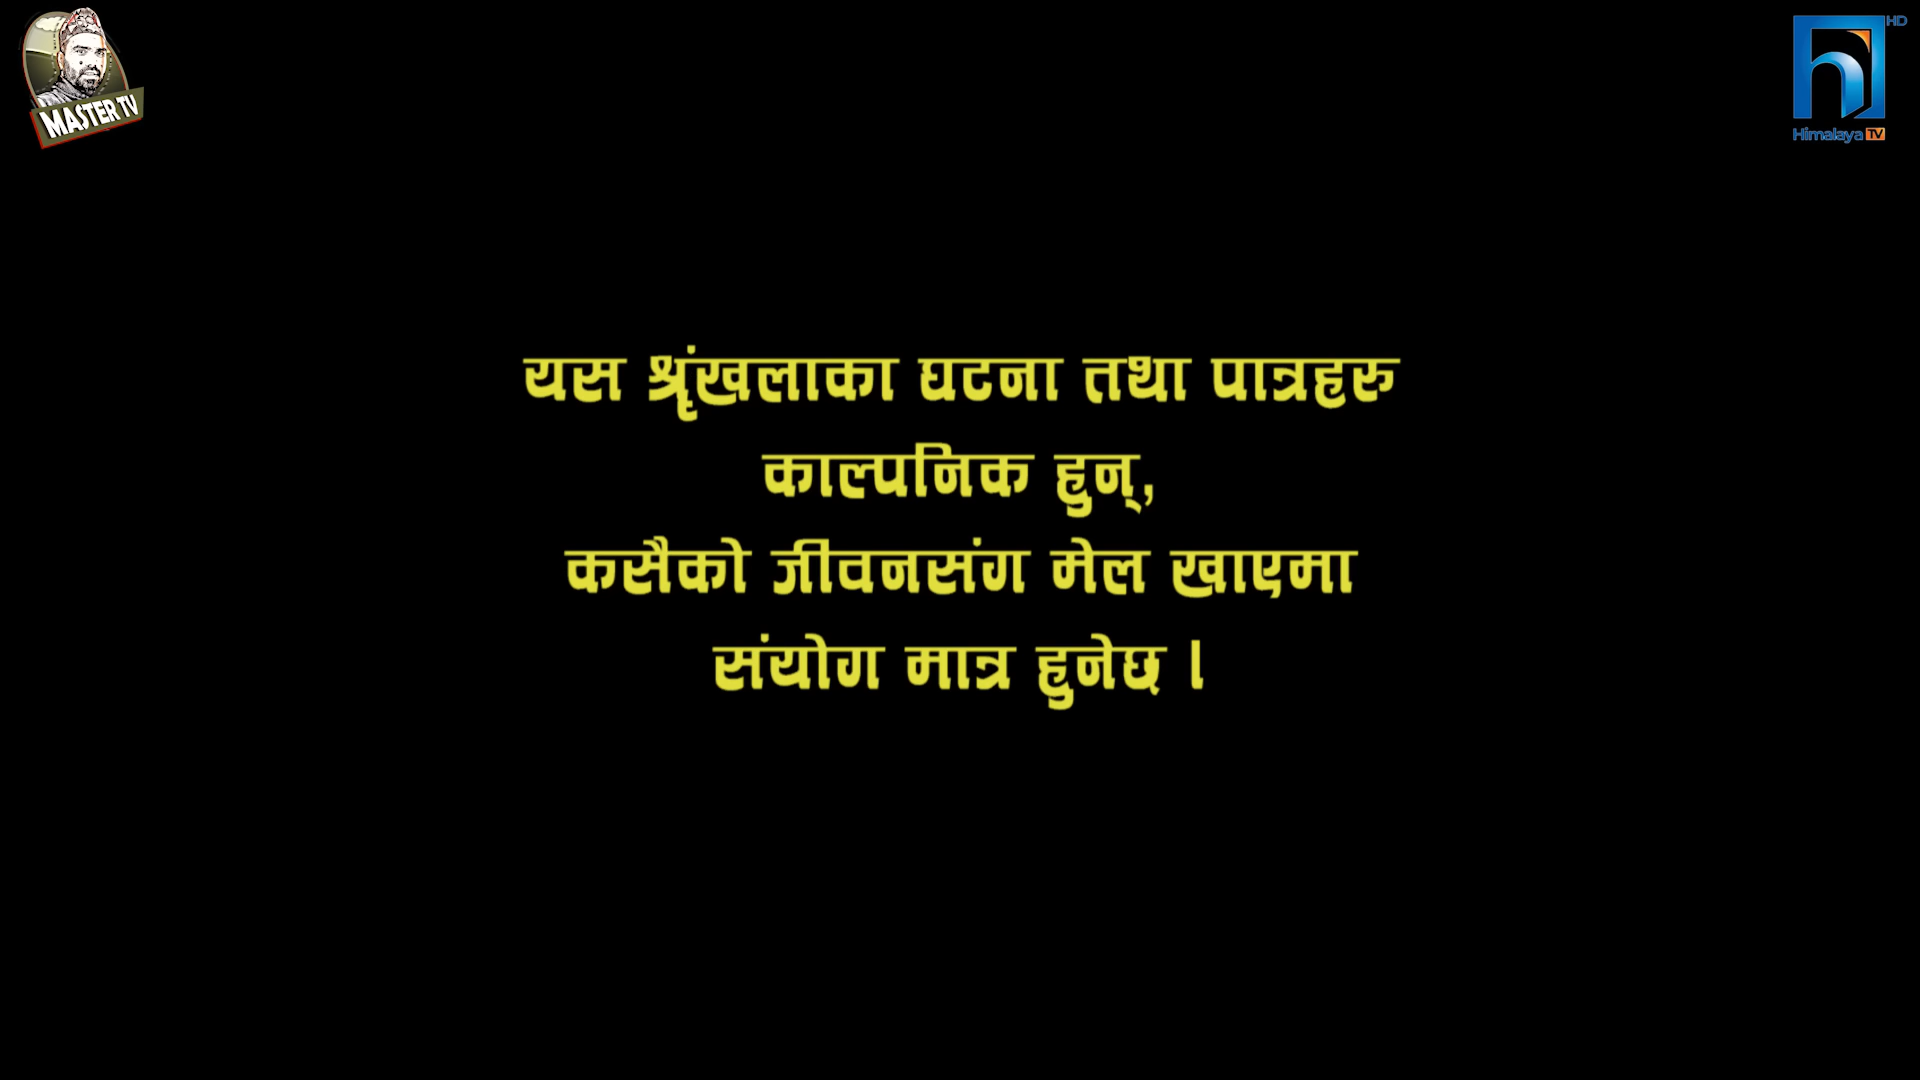 MASTER TV
HD
Himalaya TV
यस श्रृंखलाका घटना तथा पात्रहरु
काल्पनिक हुन्,
कसैको जीवनसंग मेल खाएमा
संयोग मात्र हुनेछ ।